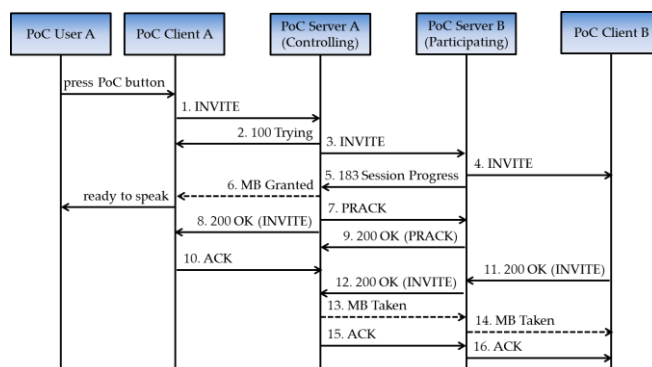 PoC User A
PoC Client A
PoC Server A
(Controlling)
PoC Server B
(Participating)
PoC Client B
press PoC button
1. INVITE
2. 100 Trying
3. INVITE
4. INVITE
5. 183 Session Progress
6. MB Granted
ready to speak
7. PRACK
8. 200 OK (INVITE)
9. 200 OK (PRACK)
10. ACK
11. 200 OK (INVITE)
12. 200 OK (INVITE)
13. MB Taken
14. MB Taken
15. ACK
16. ACK